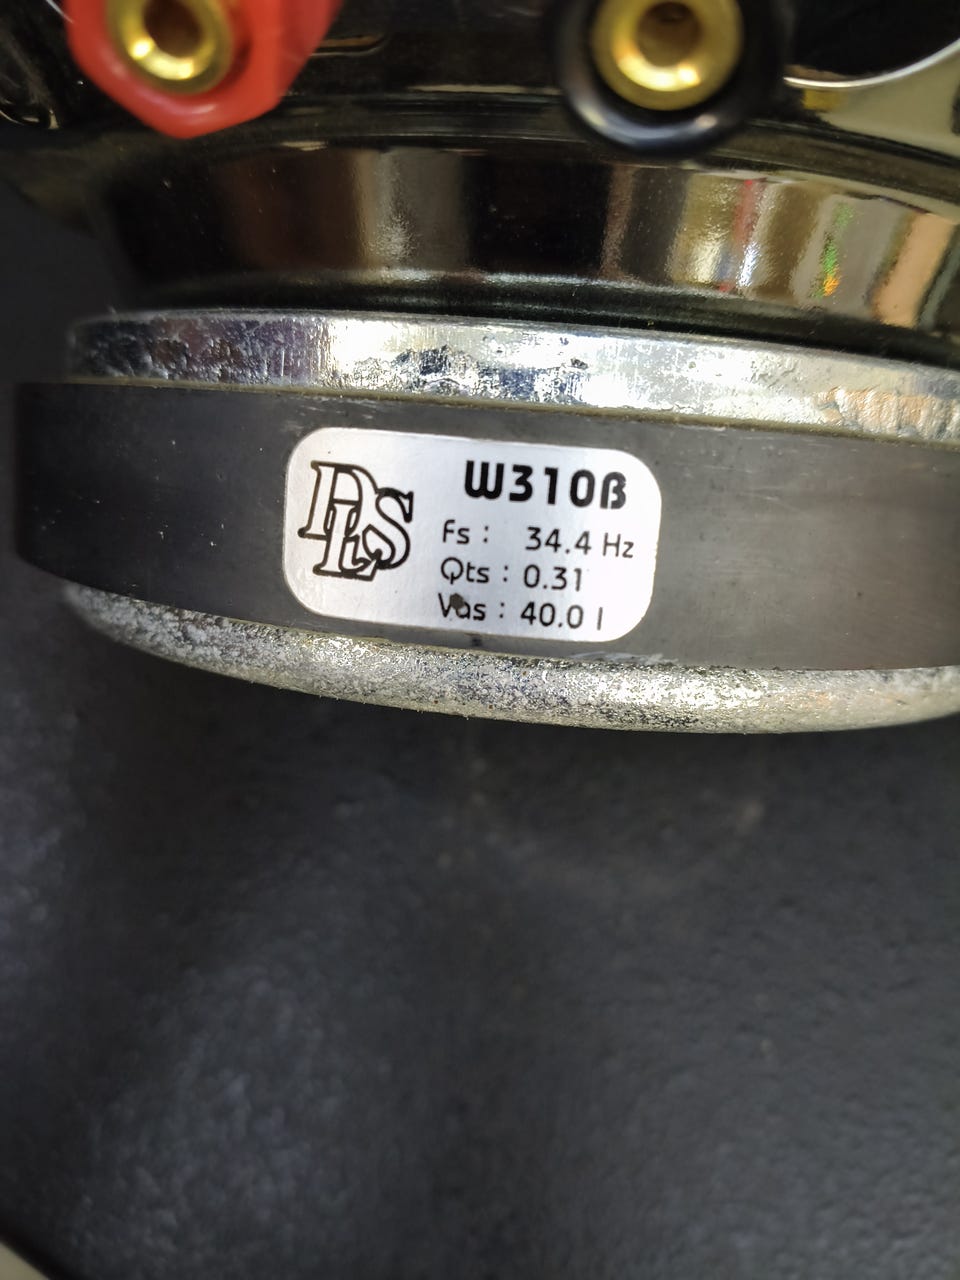 DLS
W310B
Fs : 34.4 Hz
Qts : 0.31
Vas : 40.0 l